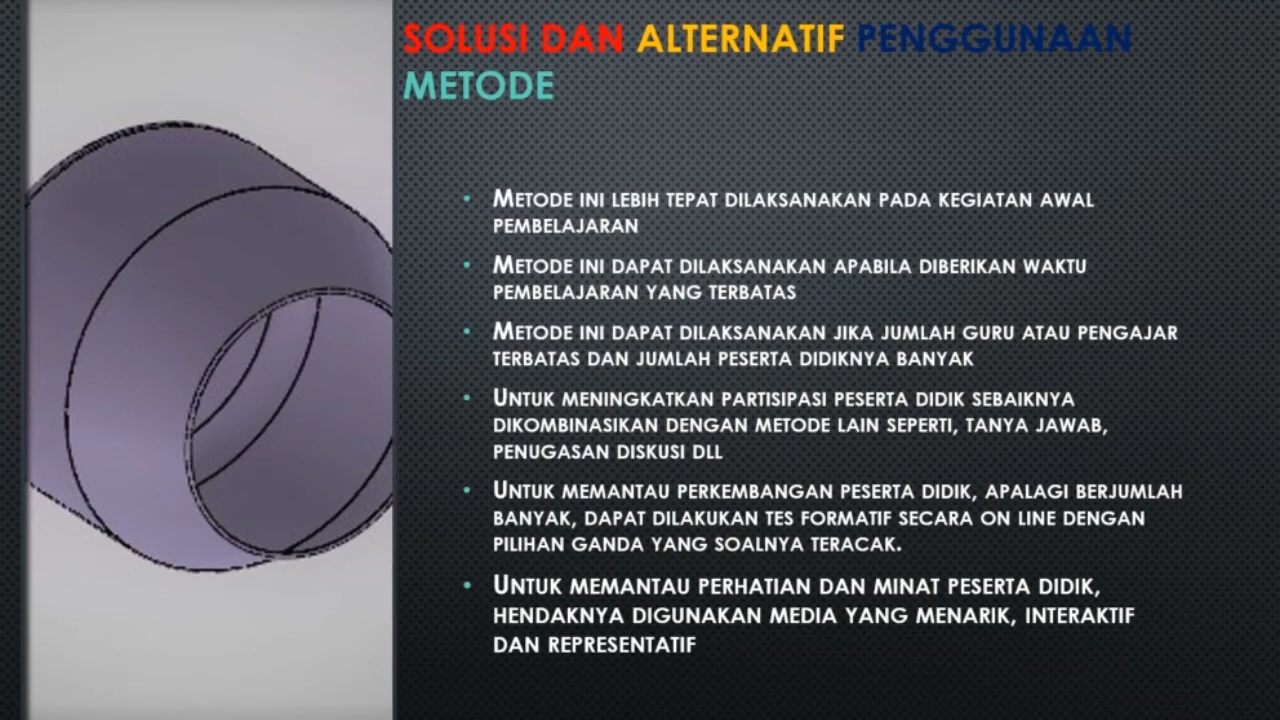 SOLUSI DAN ALTERNATIF PENGGUNAAN
METODE
• METODE INI LEBIH TEPAT DILAKSANAKAN PADA KEGIATAN AWAL
PEMBELAJARAN
• METODE INI DAPAT DILAKSANAKAN APABILA DIBERIKAN WAKTU
PEMBELAJARAN YANG TERBATAS
• METODE INI DAPAT DILAKSANAKAN JIKA JUMLAH GURU ATAU PENGAJAR
TERBATAS DAN JUMLAH PESERTA DIDIKNYA BANYAK
• UNTUK MENINGKATKAN PARTISIPASI PESERTA DIDIK SEBAIKNYA
DIKOMBINASIKAN DENGAN METODE LAIN SEPERTI, TANYA JAWAB,
PENUGASAN DISKUSI DLL
• UNTUK MEMANTAU PERKEMBANGAN PESERTA DIDIK, APALAGI BERJUMLAH
BANYAK, DAPAT DILAKUKAN TES FORMATIF SECARA ON LINE DENGAN
PILIHAN GANDA YANG SOALNYA TERACAK.
• UNTUK MEMANTAU PERHATIAN DAN MINAT PESERTA DIDIK,
HENDAKNYA DIGUNAKAN MEDIA YANG MENARIK, INTERAKTIF
DAN REPRESENTATIF